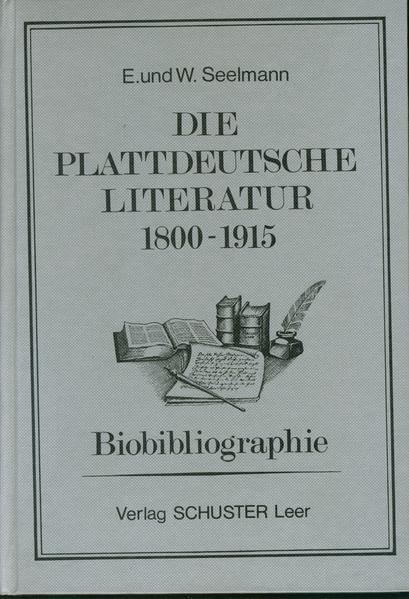 E. und W. Seelmann
DIE
PLATTDEUTSCHE
LITERATUR
1800-1915
Biobibliographie
Verlag SCHUSTER Leer